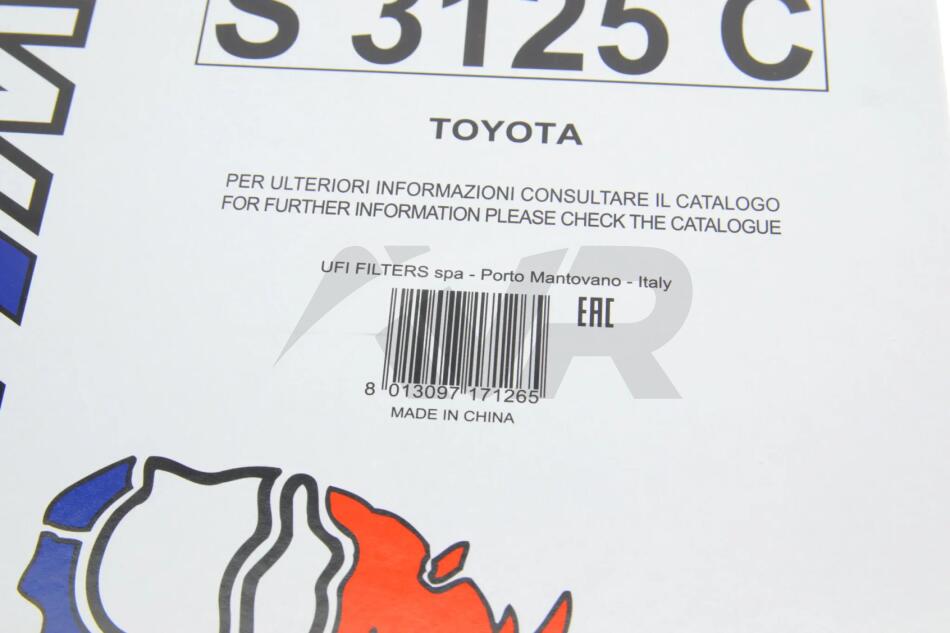 S 3125 C
TOYOTA
PER ULTERIORI INFORMAZIONI CONSULTARE IL CATALOGO
FOR FURTHER INFORMATION PLEASE CHECK THE CATALOGUE
UFI FILTERS spa - Porto Mantovano - Italy
EAC
8 013097 171265
MADE IN CHINA